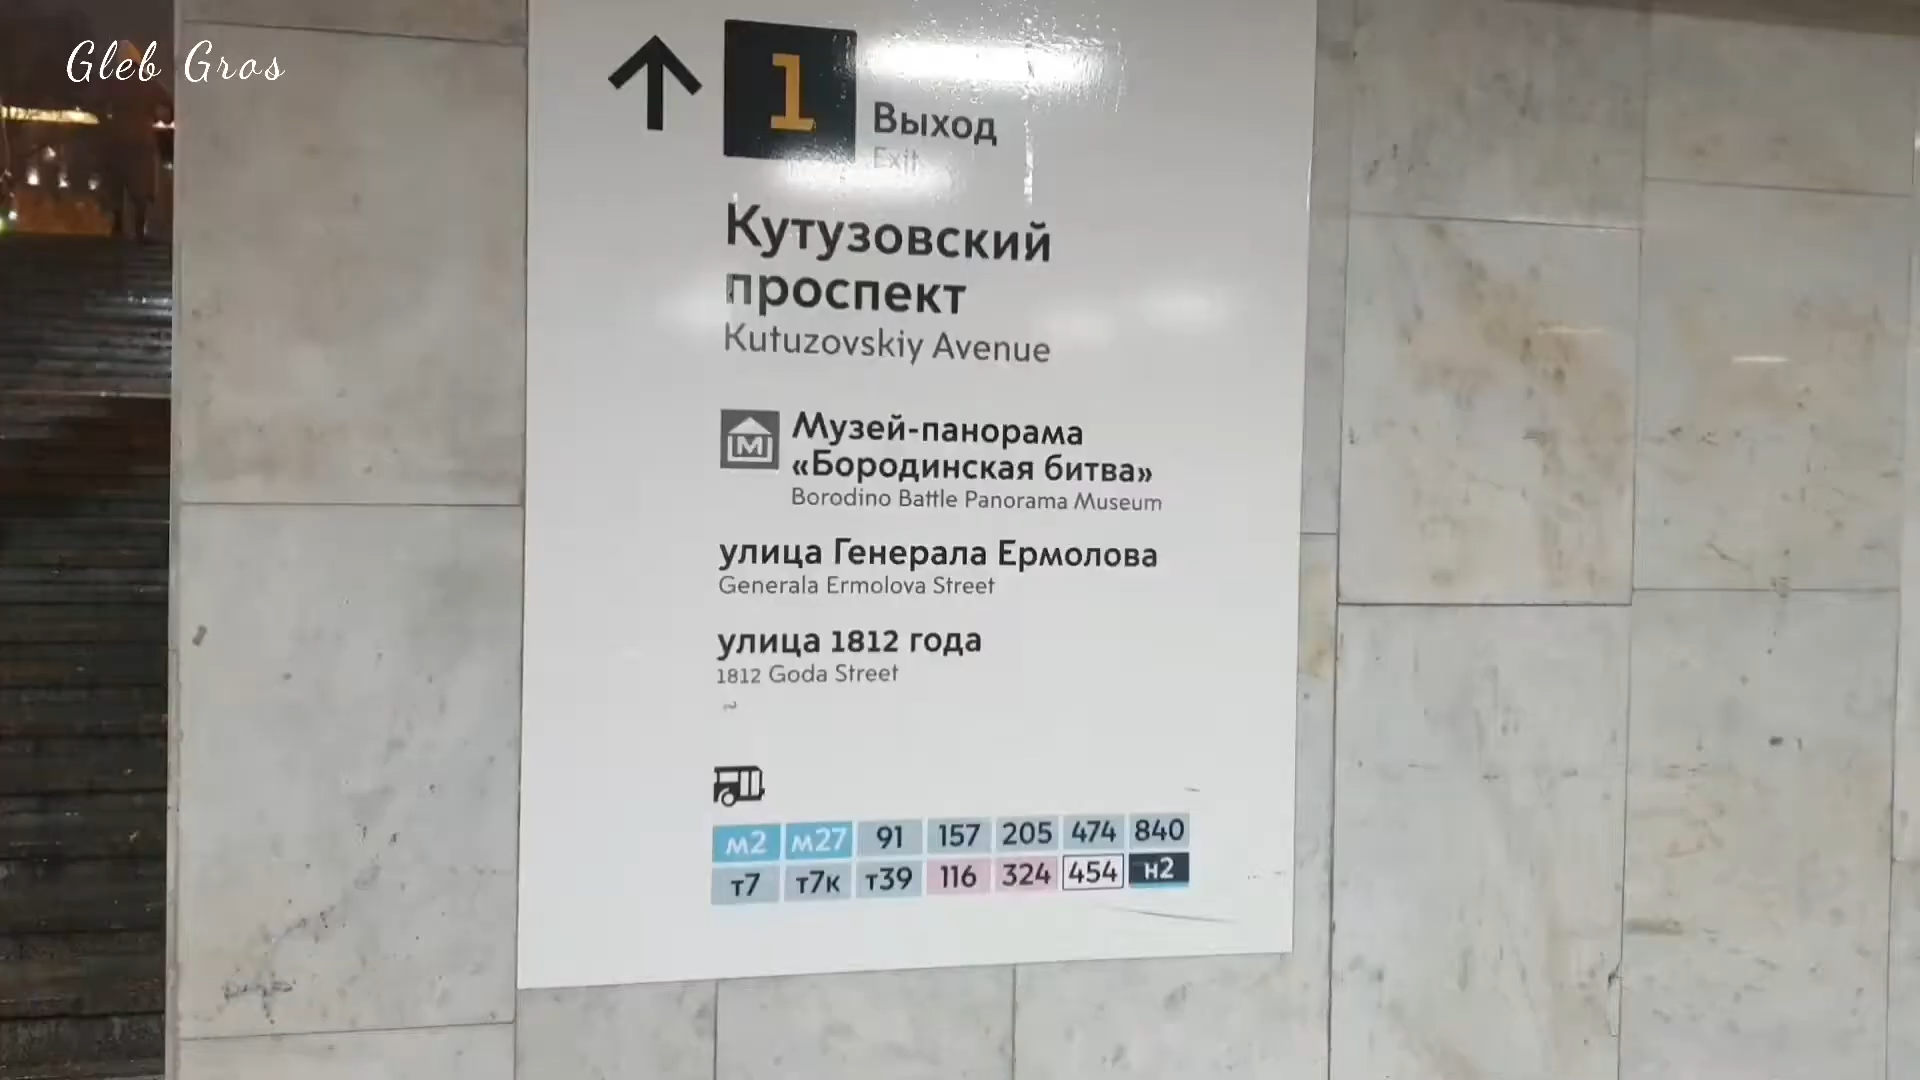 Gleb Gros
1 Выход
Exit
Кутузовский
проспект
Kutuzovskiy Avenue
М Музей-панорама
«Бородинская битва»
Borodino Battle Panorama Museum
улица Генерала Ермолова
Generala Ermolova Street
улица 1812 года
1812 Goda Street
м2 м27 91 157 205 474 840
т7 т7к т39 116 324 454 н2